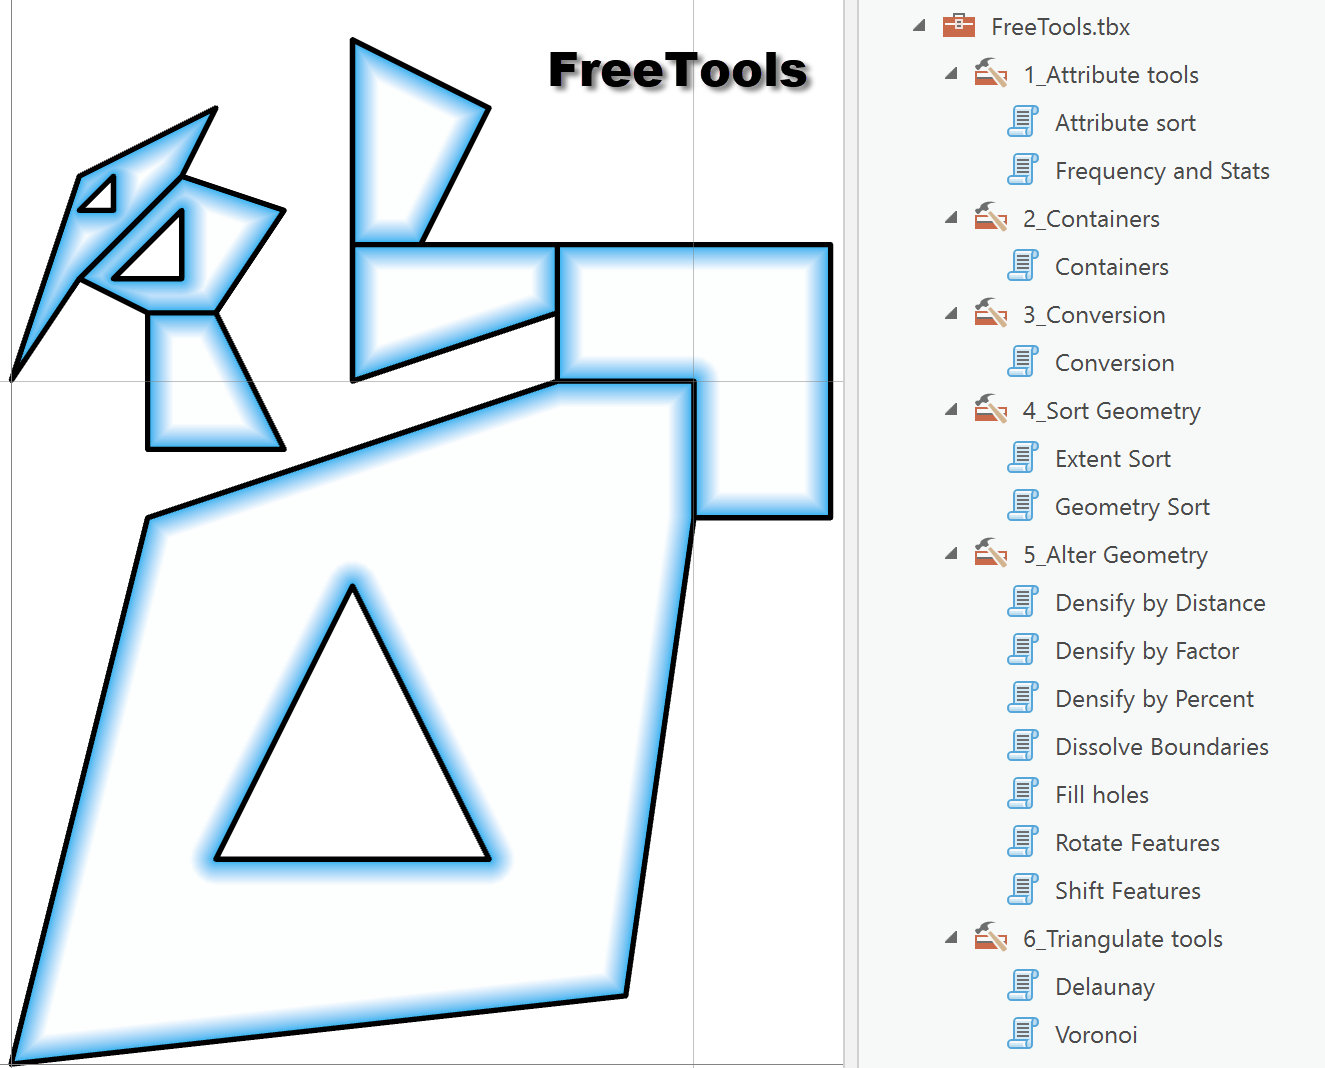 FreeTools
FreeTools.tbx
1_Attribute tools
Attribute sort
Frequency and Stats
2_Containers
Containers
3_Conversion
Conversion
4_Sort Geometry
Extent Sort
Geometry Sort
5_Alter Geometry
Densify by Distance
Densify by Factor
Densify by Percent
Dissolve Boundaries
Fill holes
Rotate Features
Shift Features
6_Triangulate tools
Delaunay
Voronoi